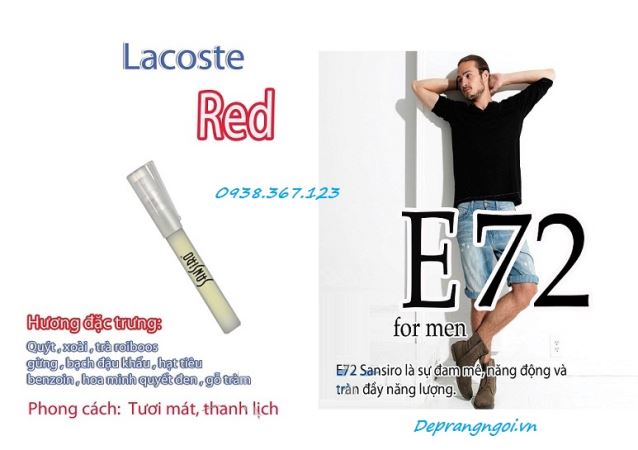 Lacoste
Red
0938.367.123
SANSIRO
E72
for men
Hương đặc trưng:
Quýt , xoài , trà roiboos
gừng , bạch đậu khấu , hạt tiêu
benzoin , hoa minh quyết đen , gỗ trầm
Phong cách: Tươi mát, thanh lịch
E72 Sansiro là sự đam mê, năng động và
tràn đầy năng lượng.
Deprangngoi.vn